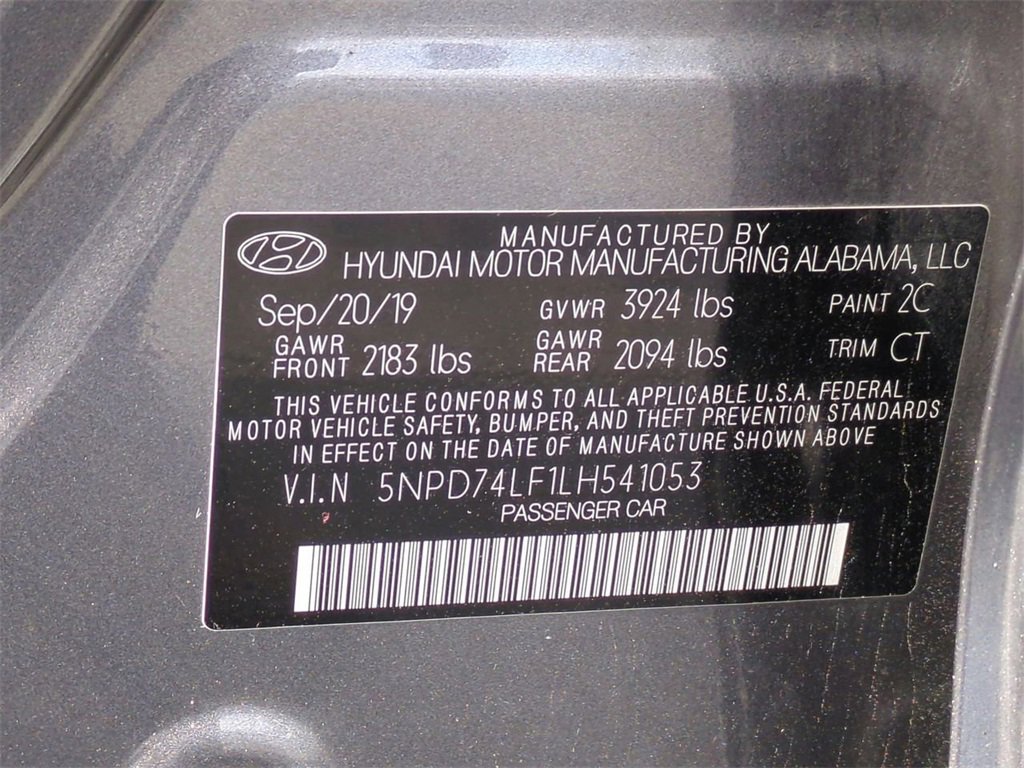 MANUFACTURED BY
HYUNDAI MOTOR MANUFACTURING ALABAMA, LLC
Sep/20/19 GVWR 3924 lbs PAINT 2C
GAWR FRONT 2183 lbs GAWR REAR 2094 lbs TRIM CT
THIS VEHICLE CONFORMS TO ALL APPLICABLE U.S.A. FEDERAL
MOTOR VEHICLE SAFETY, BUMPER, AND THEFT PREVENTION STANDARDS
IN EFFECT ON THE DATE OF MANUFACTURE SHOWN ABOVE
V.I.N 5NPD74LF1LH541053
PASSENGER CAR